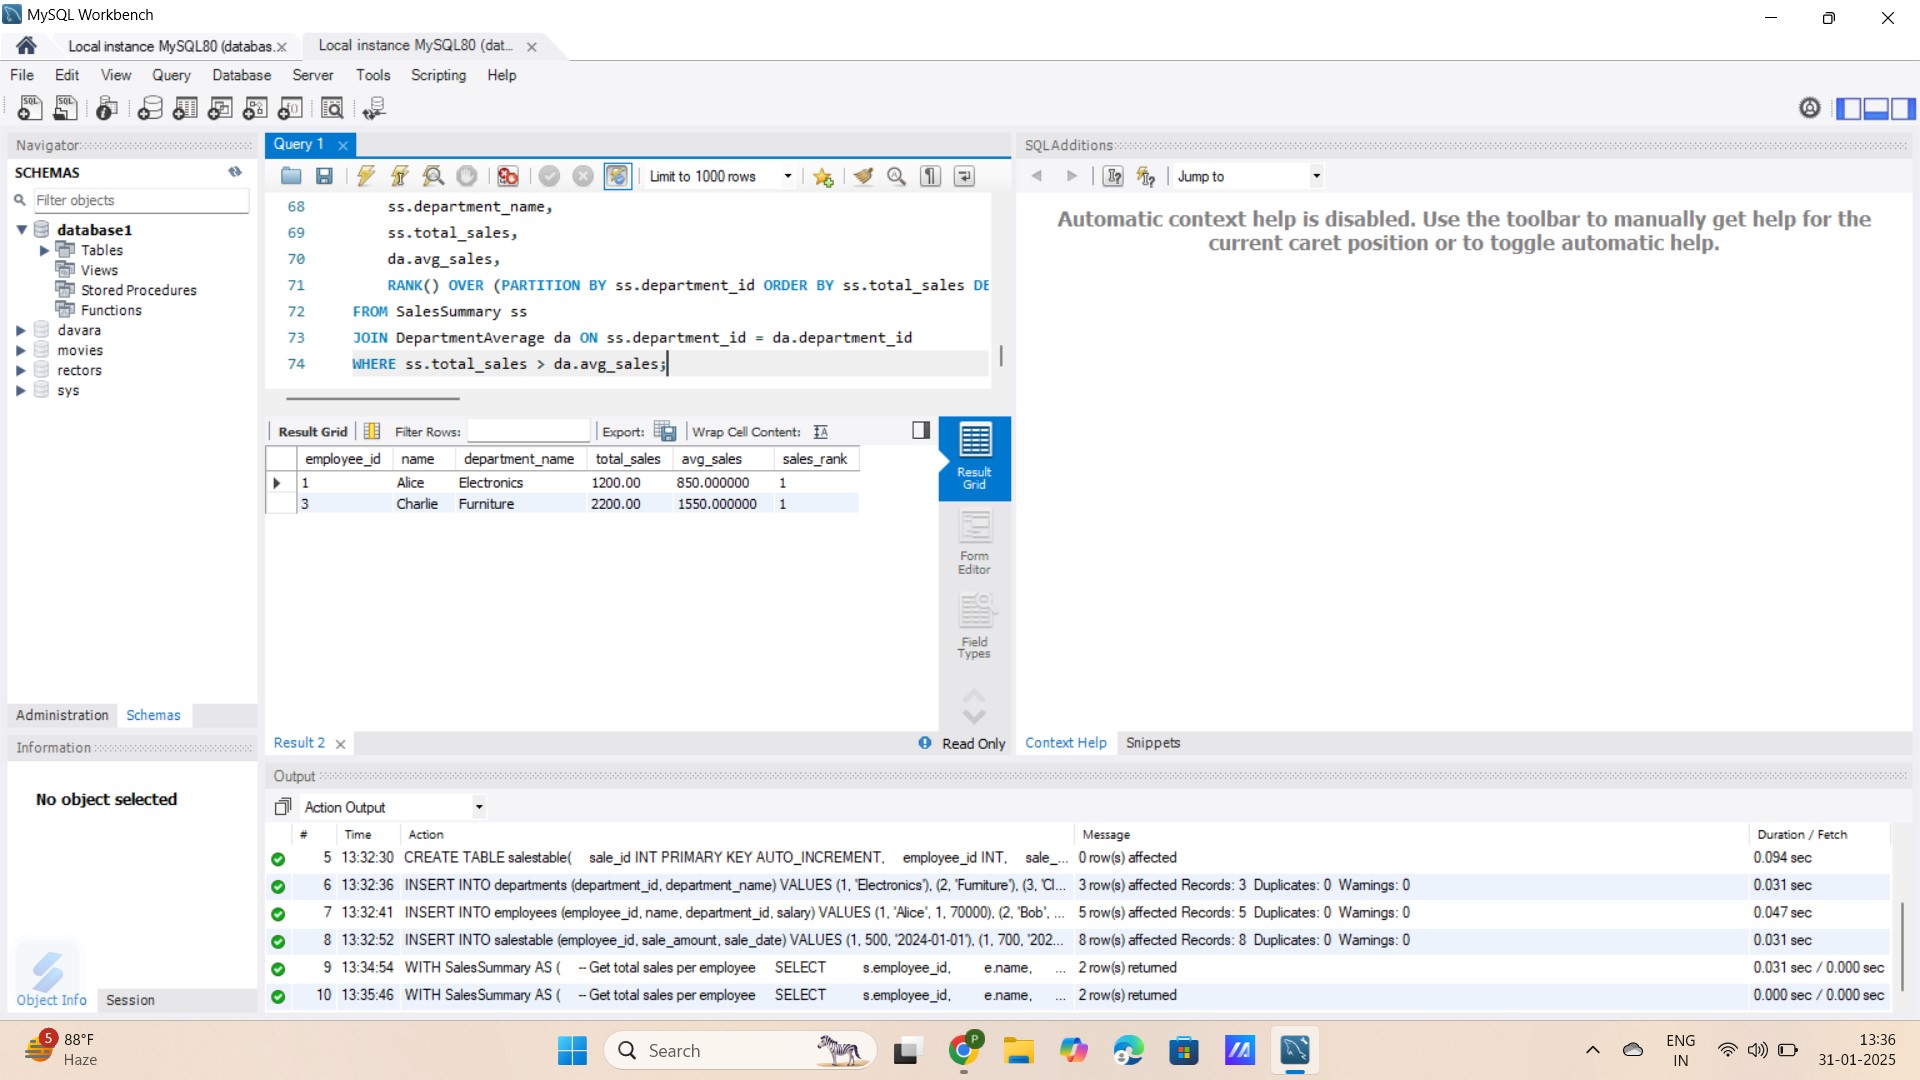 MySQL Workbench
Local instance MySQL80 (databas.
Local instance MySQL80 (dat...
File Edit View Query Database Server Tools Scripting Help
Navigator
SCHEMAS
Filter objects
database1
Tables
Views
Stored Procedures
Functions
davara
movies
rectors
sys
Administration Schemas
Information
No object selected
Object Info Session
Query 1
Limit to 1000 rows
68 ss.department_name,
69 ss.total_sales,
70 da.avg_sales,
71 RANK() OVER (PARTITION BY ss.department_id ORDER BY ss.total_sales DE
72 FROM SalesSummary ss
73 JOIN DepartmentAverage da ON ss.department_id = da.department_id
74 WHERE ss.total_sales > da.avg_sales;
Result Grid Filter Rows: Export: Wrap Cell Content: IA
employee_id name department_name total_sales avg_sales sales_rank
1 Alice Electronics 1200.00 850.000000 1
3 Charlie Furniture 2200.00 1550.000000 1
Result
Grid
Form
Editor
Field
Types
Result 2
Read Only
SQLAdditions
Jump to
Automatic context help is disabled. Use the toolbar to manually get help for the
current caret position or to toggle automatic help.
Context Help Snippets
Output
Action Output
# Time Action Message Duration / Fetch
5 13:32:30 CREATE TABLE salestable( sale_id INT PRIMARY KEY AUTO_INCREMENT, employee_id INT, sale_... 0 row(s) affected 0.094 sec
6 13:32:36 INSERT INTO departments (department_id, department_name) VALUES (1, 'Electronics'), (2, 'Furniture'), (3, 'Cl... 3 row(s) affected Records: 3 Duplicates: 0 Warnings: 0 0.031 sec
7 13:32:41 INSERT INTO employees (employee_id, name, department_id, salary) VALUES (1, 'Alice', 1, 70000), (2, 'Bob', ... 5 row(s) affected Records: 5 Duplicates: 0 Warnings: 0 0.047 sec
8 13:32:52 INSERT INTO salestable (employee_id, sale_amount, sale_date) VALUES (1, 500, '2024-01-01'), (1, 700, '202... 8 row(s) affected Records: 8 Duplicates: 0 Warnings: 0 0.031 sec
9 13:34:54 WITH SalesSummary AS ( -- Get total sales per employee SELECT s.employee_id, e.name, ... 2 row(s) returned 0.031 sec / 0.000 sec
10 13:35:46 WITH SalesSummary AS ( -- Get total sales per employee SELECT s.employee_id, e.name, ... 2 row(s) returned 0.000 sec / 0.000 sec
5
88°F
Haze
Search
P
ENG
IN
13:36
31-01-2025